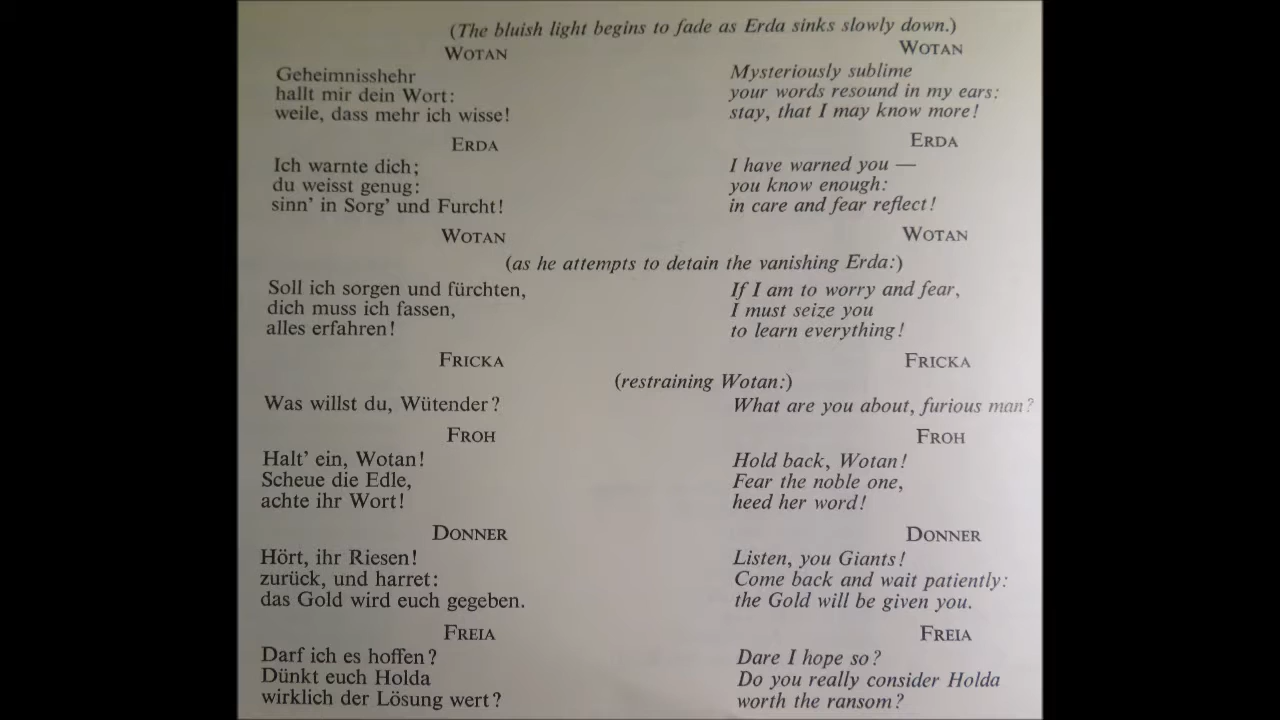 (The bluish light begins to fade as Erda sinks slowly down.)
WOTAN
Geheimnisshehr
hallt mir dein Wort:
weile, dass mehr ich wisse!
ERDA
Ich warnte dich;
du weisst genug:
sinn' in Sorg' und Furcht!
WOTAN
WOTAN
Mysteriously sublime
your words resound in my ears:
stay, that I may know more!
ERDA
I have warned you —
you know enough:
in care and fear reflect!
WOTAN
(as he attempts to detain the vanishing Erda:)
Soll ich sorgen und fürchten,
dich muss ich fassen,
alles erfahren!
FRICKA
If I am to worry and fear,
I must seize you
to learn everything!
FRICKA
(restraining Wotan:)
Was willst du, Wütender?
FROH
Halt' ein, Wotan!
Scheue die Edle,
achte ihr Wort!
DONNER
Hört, ihr Riesen!
zurück, und harret:
das Gold wird euch gegeben.
FREIA
Darf ich es hoffen?
Dünkt euch Holda
wirklich der Lösung wert?
What are you about, furious man?
FROH
Hold back, Wotan!
Fear the noble one,
heed her word!
DONNER
Listen, you Giants!
Come back and wait patiently:
the Gold will be given you.
FREIA
Dare I hope so?
Do you really consider Holda
worth the ransom?